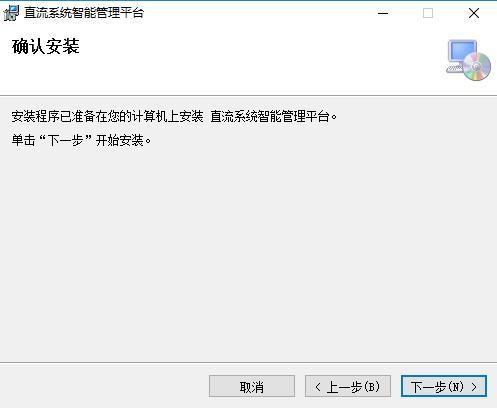 直流系统智能管理平台
确认安装
安装程序已准备在您的计算机上安装 直流系统智能管理平台。
单击“下一步”开始安装。
取消
< 上一步(B)
下一步(N) >